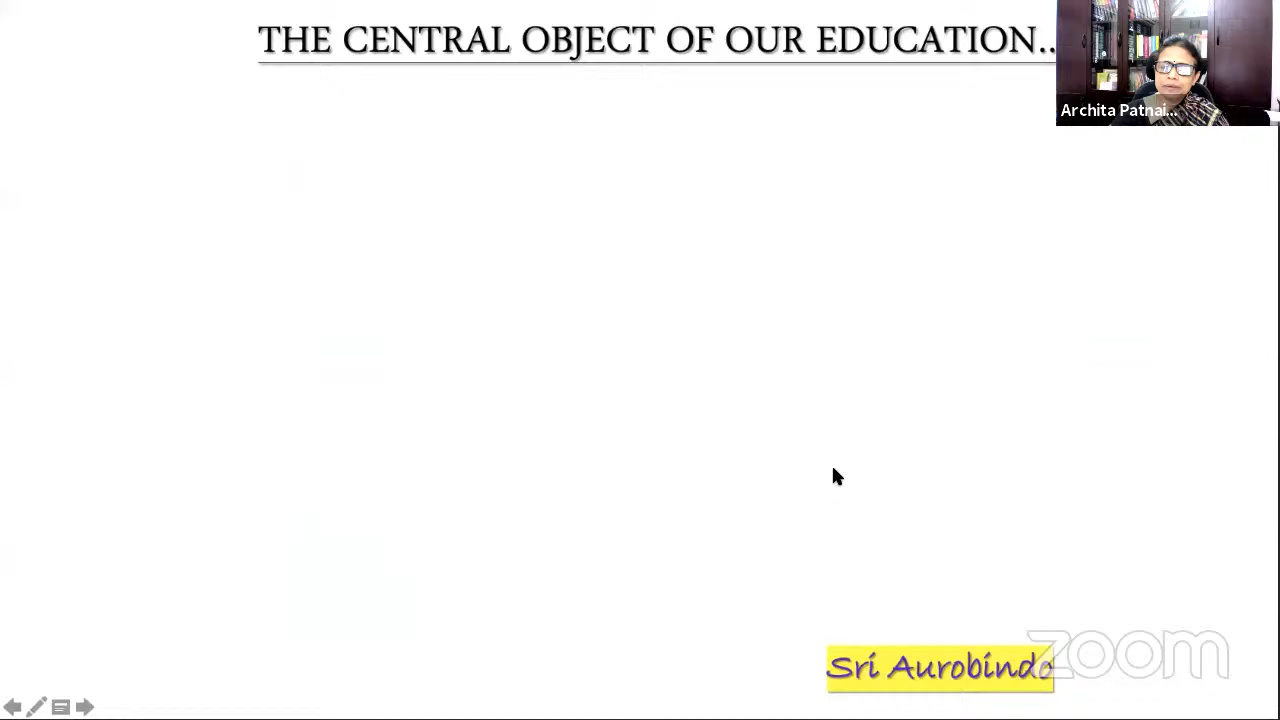 THE CENTRAL OBJECT OF OUR EDUCATION..
Archita Patnai...
Sri Aurobindo
zoom